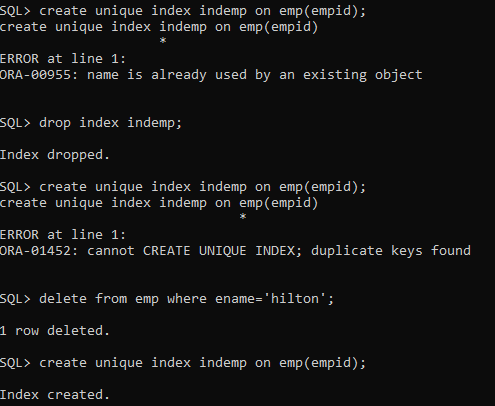 SQL> create unique index indemp on emp(empid);
create unique index indemp on emp(empid)
*
ERROR at line 1:
ORA-00955: name is already used by an existing object
SQL> drop index indemp;
Index dropped.
SQL> create unique index indemp on emp(empid);
create unique index indemp on emp(empid)
*
ERROR at line 1:
ORA-01452: cannot CREATE UNIQUE INDEX; duplicate keys found
SQL> delete from emp where ename='hilton';
1 row deleted.
SQL> create unique index indemp on emp(empid);
Index created.